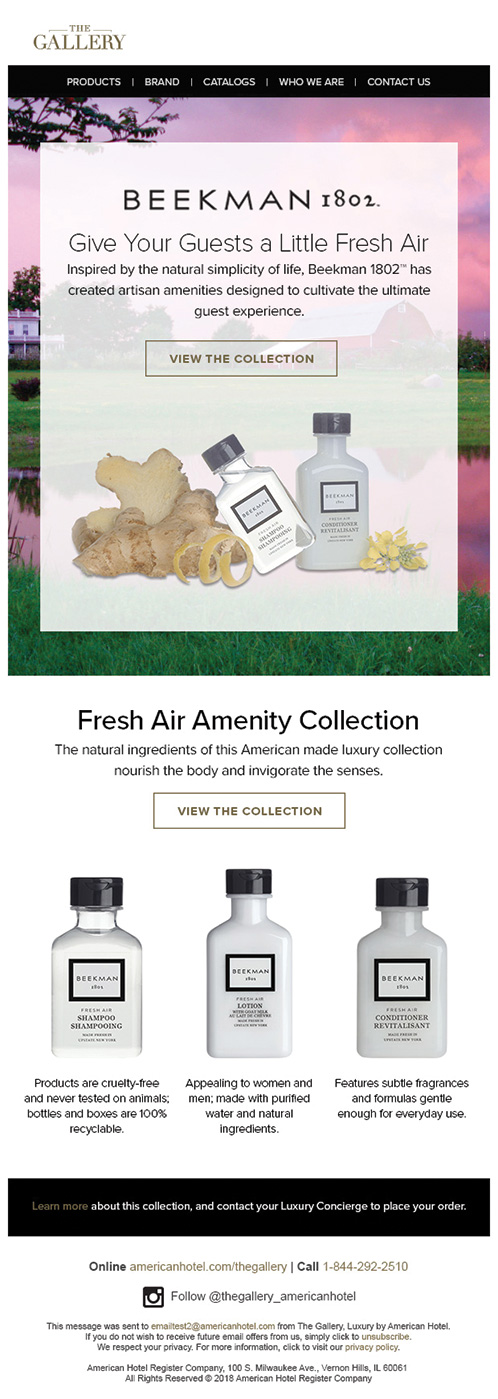 THE
GALLERY
PRODUCTS | BRAND | CATALOGS | WHO WE ARE | CONTACT US
BEEKMAN 1802.
Give Your Guests a Little Fresh Air
Inspired by the natural simplicity of life, Beekman 1802™ has
created artisan amenities designed to cultivate the ultimate
guest experience.
VIEW THE COLLECTION
BEEKMAN
1802.
FRESH AIR
SHAMPOO
SHAMPOOING
BEEKMAN
1802.
FRESH AIR
CONDITIONER
REVITALISANT
MADE FRESH IN
UPSTATE NEW YORK
Fresh Air Amenity Collection
The natural ingredients of this American made luxury collection
nourish the body and invigorate the senses.
VIEW THE COLLECTION
BEEKMAN
1802.
FRESH AIR
SHAMPOO
SHAMPOOING
MADE FRESH IN
UPSTATE NEW YORK
BEEKMAN
1802.
FRESH AIR
LOTION
WITH GOAT MILK
AU LAIT DE CHÈVRE
MADE FRESH IN
UPSTATE NEW YORK
BEEKMAN
1802.
FRESH AIR
CONDITIONER
REVITALISANT
MADE FRESH IN
UPSTATE NEW YORK
Products are cruelty-free
and never tested on animals;
bottles and boxes are 100%
recyclable.
Appealing to women and
men; made with purified
water and natural
ingredients.
Features subtle fragrances
and formulas gentle
enough for everyday use.
Learn more about this collection, and contact your Luxury Concierge to place your order.
Online americanhotel.com/thegallery | Call 1-844-292-2510
Follow @thegallery_americanhotel
This message was sent to emailtest2@americanhotel.com from The Gallery, Luxury by American Hotel.
If you do not wish to receive future email offers from us, simply click to unsubscribe.
We respect your privacy. For more information, click to visit our privacy policy.
American Hotel Register Company, 100 S. Milwaukee Ave., Vernon Hills, IL 60061
All Rights Reserved © 2018 American Hotel Register Company